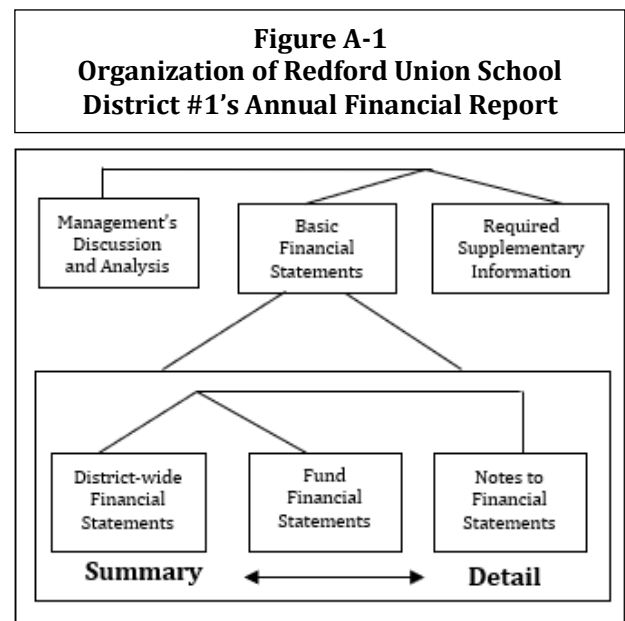 Figure A-1
Organization of Redford Union School
District #1’s Annual Financial Report
Management’s
Discussion
and Analysis
Basic
Financial
Statements
Required
Supplementary
Information
District-wide
Financial
Statements
Fund
Financial
Statements
Notes to
Financial
Statements
Summary
Detail